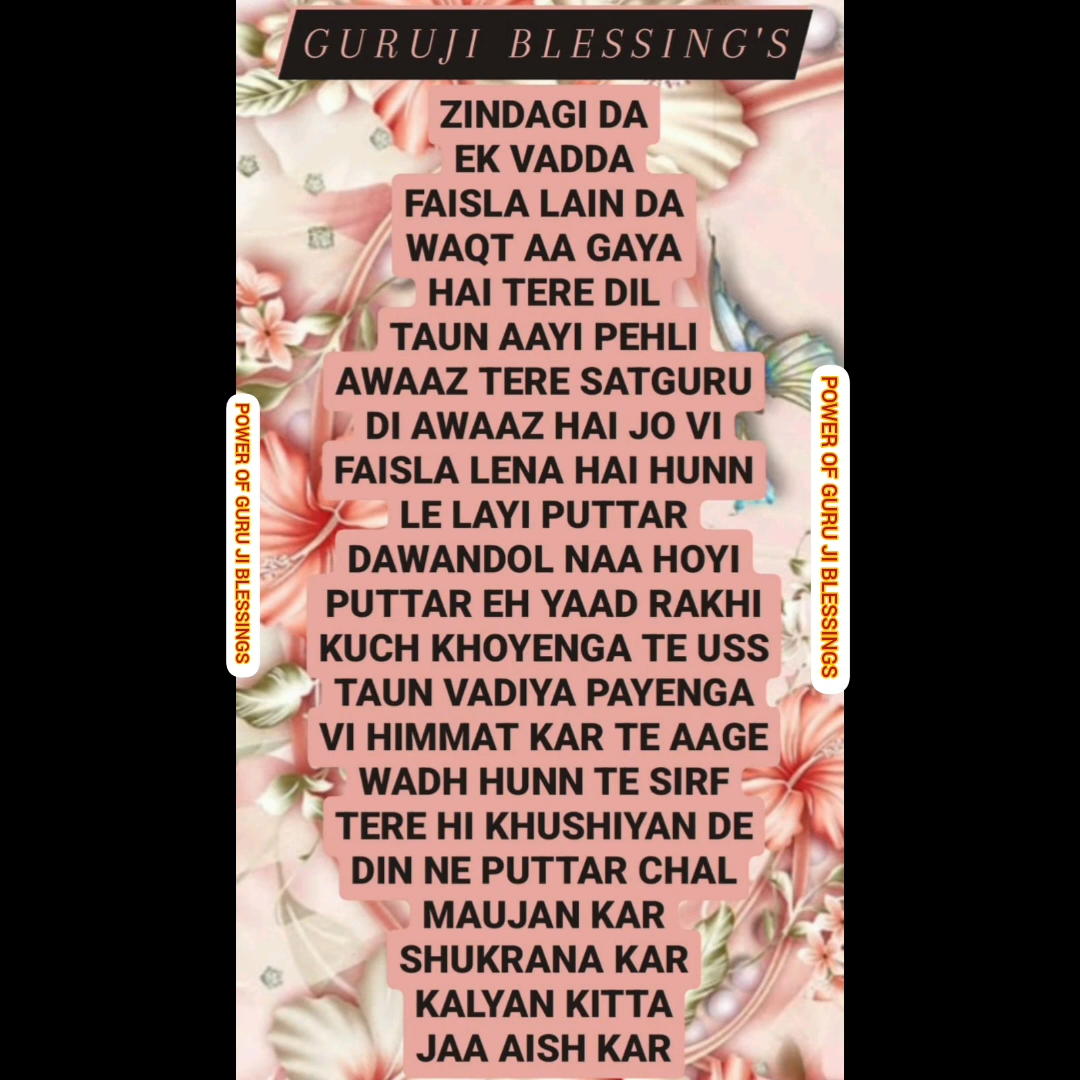 GURUJI BLESSING'S
ZINDAGI DA
EK VADDA
FAISLA LAIN DA
WAQT AA GAYA
HAI TERE DIL
TAUN AAYI PEHLI
AWAAZ TERE SATGURU
DI AWAAZ HAI JO VI
FAISLA LENA HAI HUNN
LE LAYI PUTTAR
DAWANDOL NAA HOYI
PUTTAR EH YAAD RAKHI
KUCH KHOYENGA TE USS
TAUN VADIYA PAYENGA
VI HIMMAT KAR TE AAGE
WADH HUNN TE SIRF
TERE HI KHUSHIYAN DE
DIN NE PUTTAR CHAL
MAUJAN KAR
SHUKRANA KAR
KALYAN KITTA
JAA AISH KAR
POWER OF GURU JI BLESSINGS
POWER OF GURU JI BLESSINGS